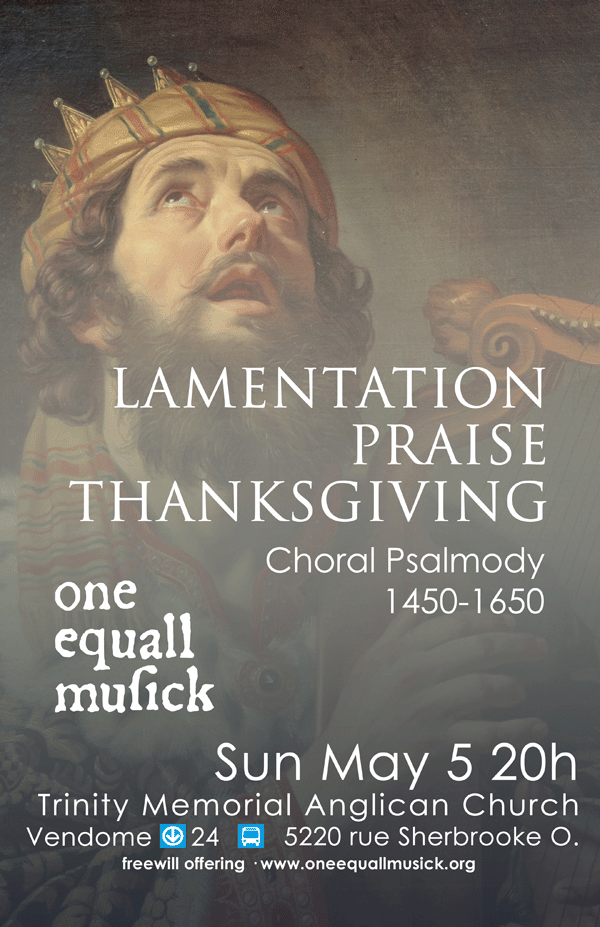 LAMENTATION
PRAISE
THANKSGIVING
Choral Psalmody
1450-1650
one
equall
muſick
Sun May 5 20h
Trinity Memorial Anglican Church
Vendome 24 5220 rue Sherbrooke O.
freewill offering · www.oneequallmusick.org